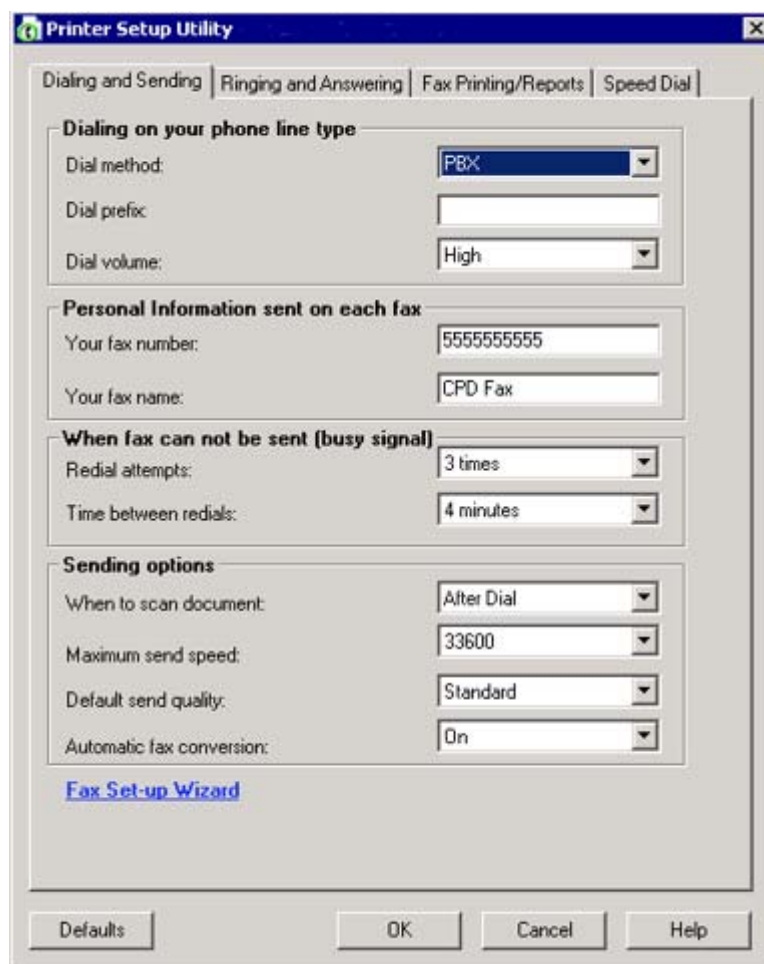 Printer Setup Utility
Dialing and Sending Ringing and Answering Fax Printing/Reports Speed Dial
Dialing on your phone line type
Dial method: PBX
Dial prefix:
Dial volume: High
Personal Information sent on each fax
Your fax number: 5555555555
Your fax name: CPD Fax
When fax can not be sent (busy signal)
Redial attempts: 3 times
Time between redials: 4 minutes
Sending options
When to scan document: After Dial
Maximum send speed: 33600
Default send quality: Standard
Automatic fax conversion: On
Fax Set-up Wizard
Defaults OK Cancel Help